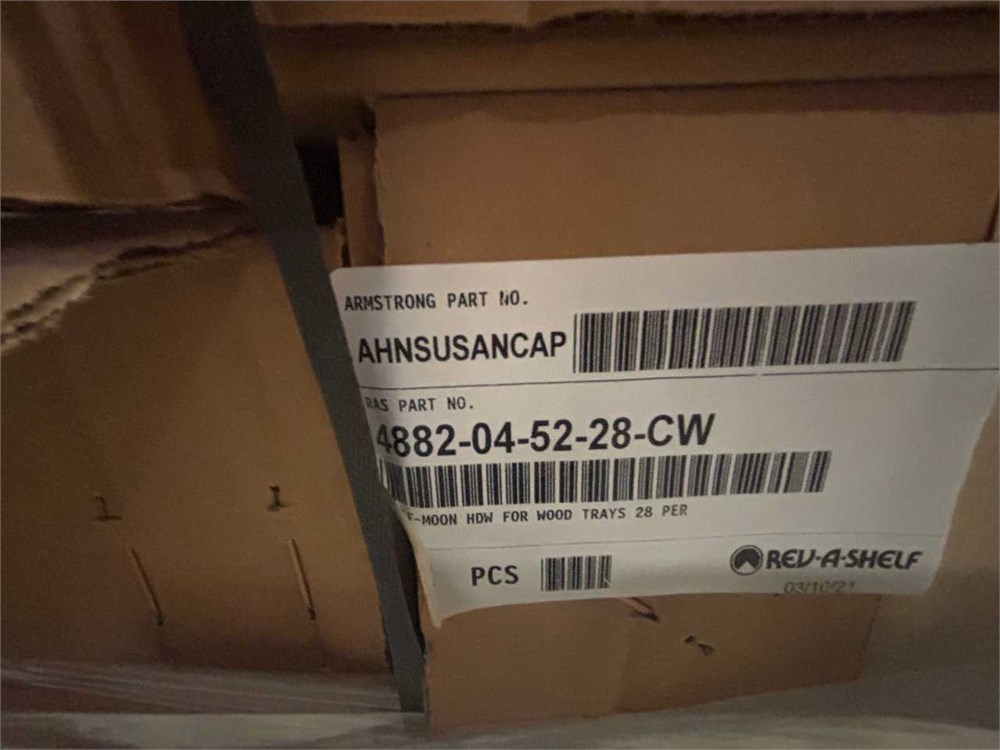 ARMSTRONG PART NO.
AHNSUSANCAP
RAS PART NO.
4882-04-52-28-CW
F-MOON HDW FOR WOOD TRAYS 28 PER
PCS
REV-A-SHELF